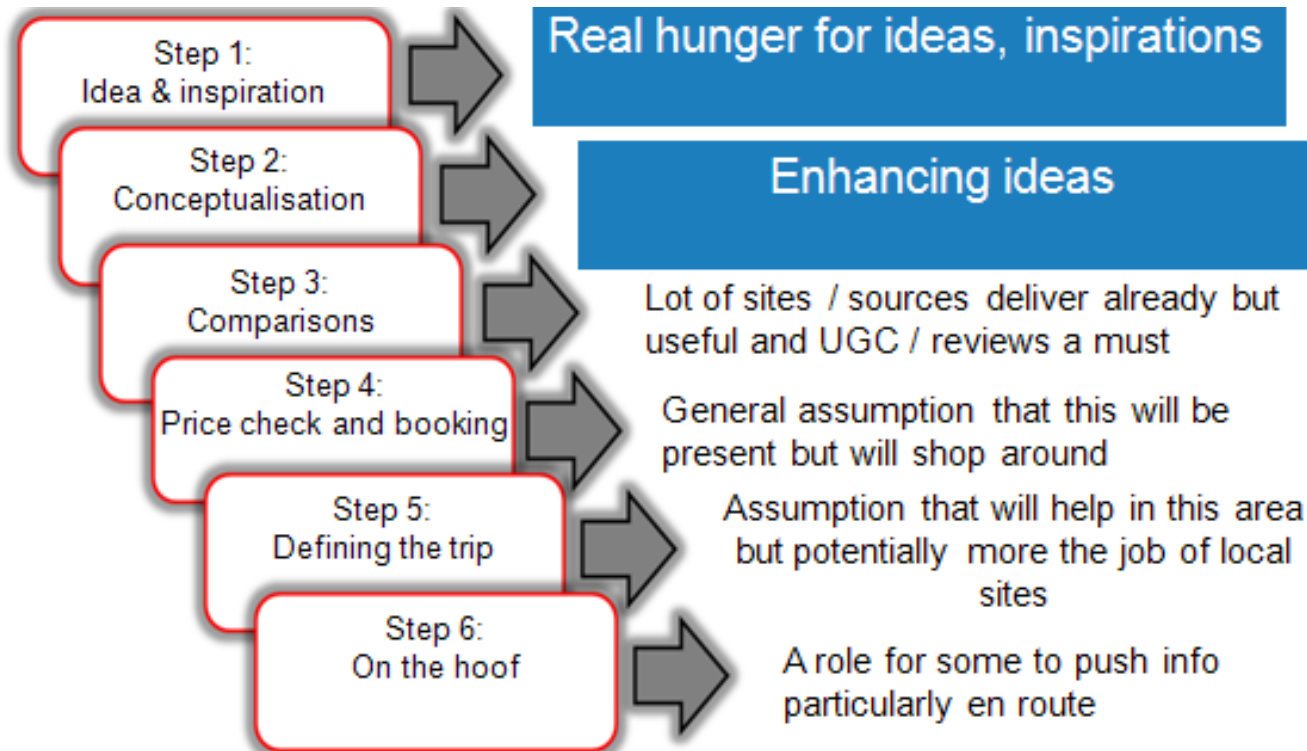 Step 1:
Idea & inspiration
Real hunger for ideas, inspirations
Step 2:
Conceptualisation
Enhancing ideas
Step 3:
Comparisons
Lot of sites / sources deliver already but
useful and UGC / reviews a must
Step 4:
Price check and booking
General assumption that this will be
present but will shop around
Step 5:
Defining the trip
Assumption that will help in this area
but potentially more the job of local
sites
Step 6:
On the hoof
A role for some to push info
particularly en route